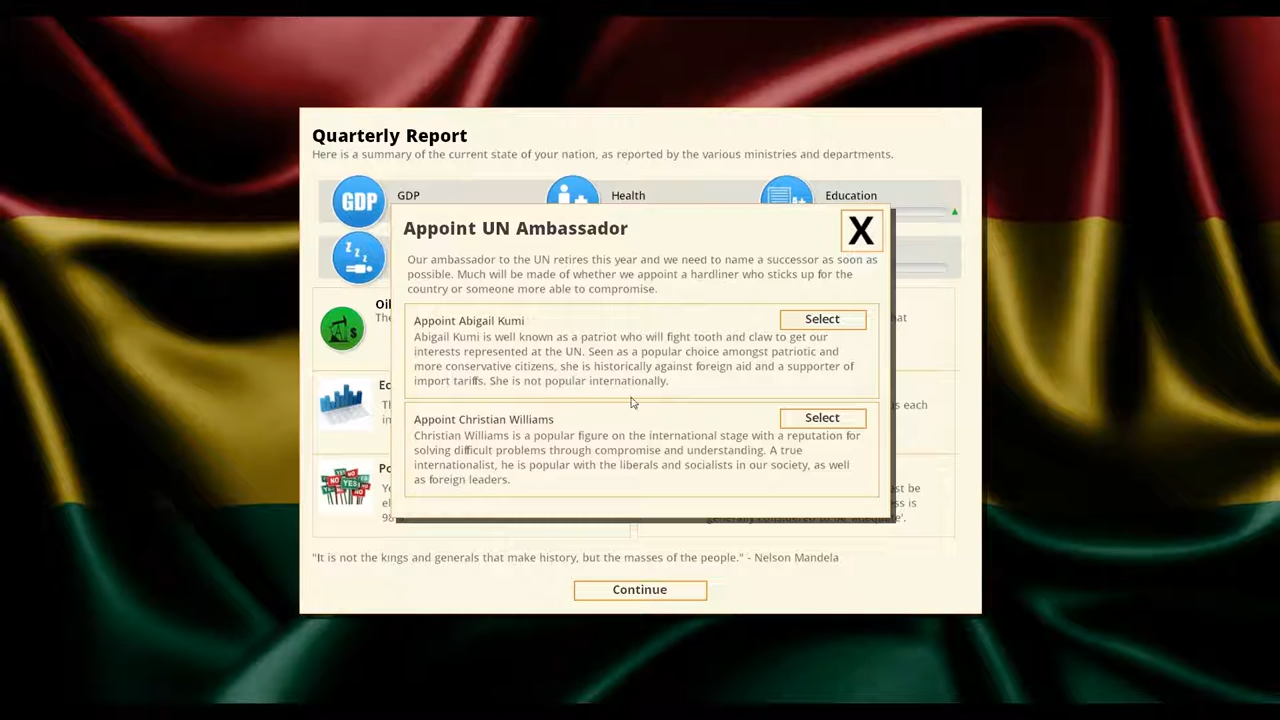 Quarterly Report
Here is a summary of the current state of your nation, as reported by the various ministries and departments.
GDP
GDP
Health
Education
Appoint UN Ambassador
X
Our ambassador to the UN retires this year and we need to name a successor as soon as
possible. Much will be made of whether we appoint a hardliner who sticks up for the
country or someone more able to compromise.
Oil
hat
Appoint Abigail Kumi
Select
Abigail Kumi is well known as a patriot who will fight tooth and claw to get our
interests represented at the UN. Seen as a popular choice amongst patriotic and
more conservative citizens, she is historically against foreign aid and a supporter of
import tariffs. She is not popular internationally.
us each
Appoint Christian Williams
Select
Christian Williams is a popular figure on the international stage with a reputation for
solving difficult problems through compromise and understanding. A true
internationalist, he is popular with the liberals and socialists in our society, as well
as foreign leaders.
st be
ss is
"It is not the kings and generals that make history, but the masses of the people." - Nelson Mandela
Continue